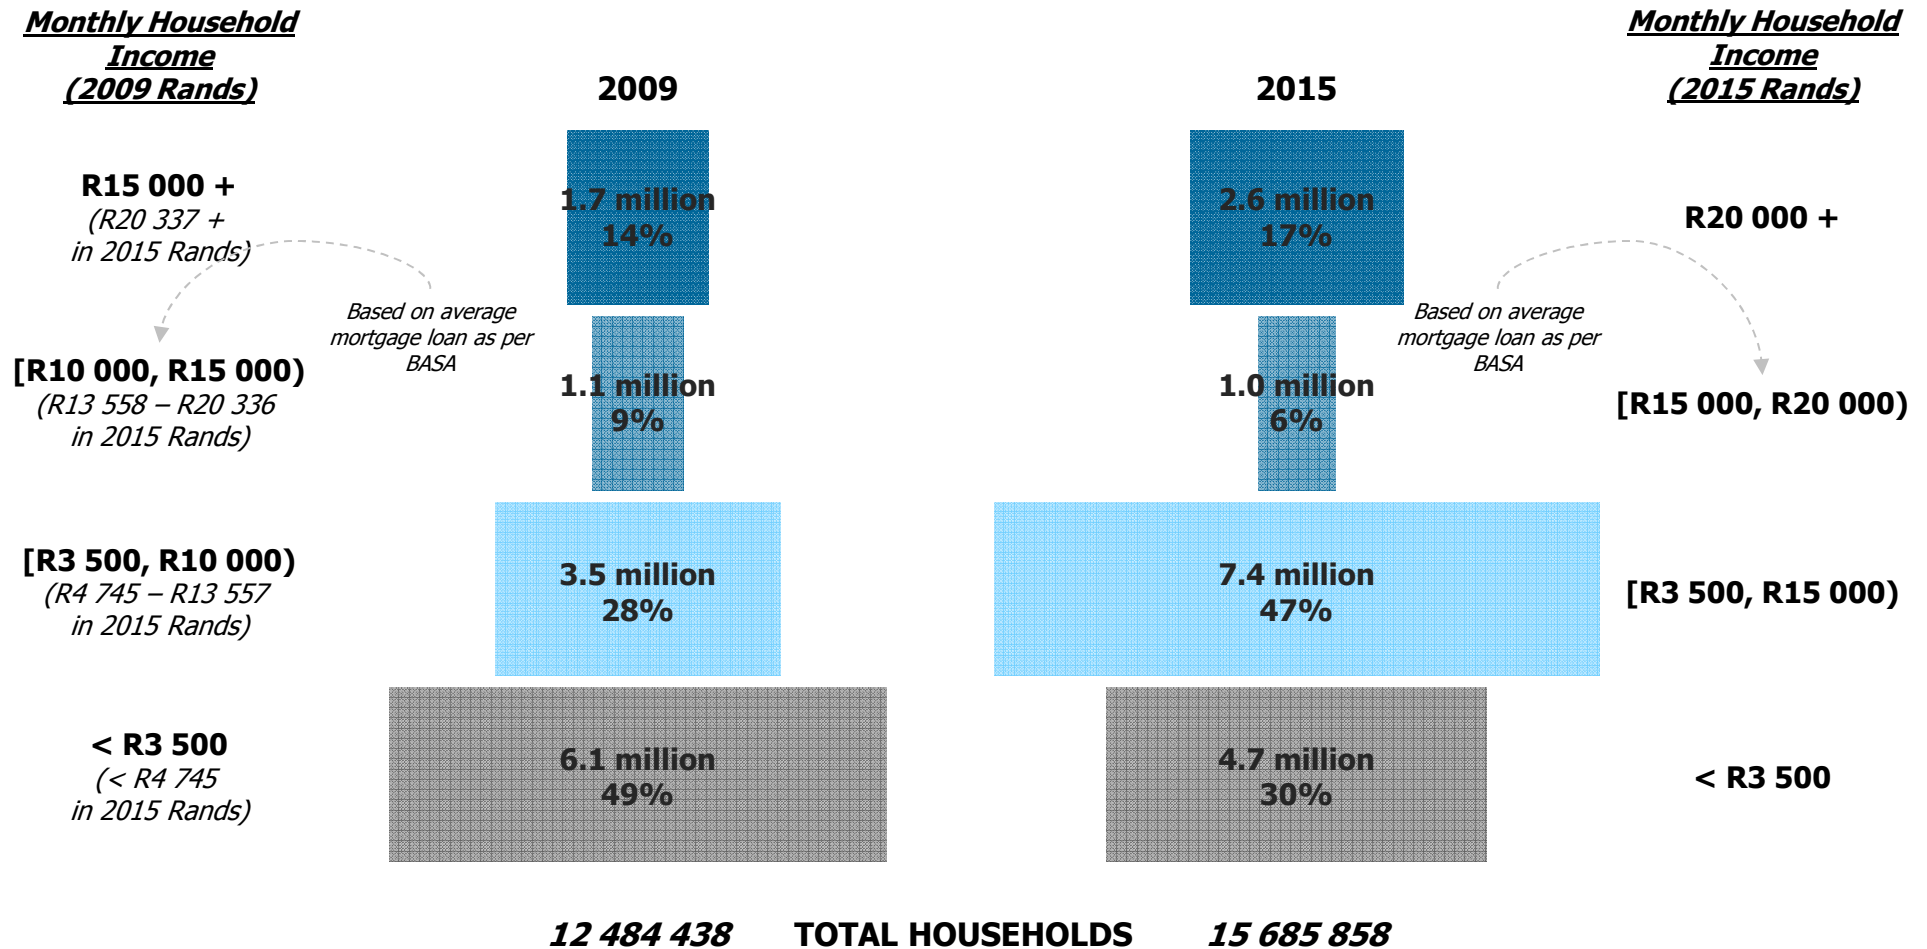 Monthly Household
Income
(2009 Rands)
2009
2015
Monthly Household
Income
(2015 Rands)
R15 000 +
(R20 337 +
in 2015 Rands)
1.7 million
14%
2.6 million
17%
R20 000 +
Based on average
mortgage loan as per
BASA
Based on average
mortgage loan as per
BASA
[R10 000, R15 000)
(R13 558 – R20 336
in 2015 Rands)
1.1 million
9%
1.0 million
6%
[R15 000, R20 000)
[R3 500, R10 000)
(R4 745 – R13 557
in 2015 Rands)
3.5 million
28%
7.4 million
47%
[R3 500, R15 000)
< R3 500
(< R4 745
in 2015 Rands)
6.1 million
49%
4.7 million
30%
< R3 500
12 484 438 TOTAL HOUSEHOLDS 15 685 858